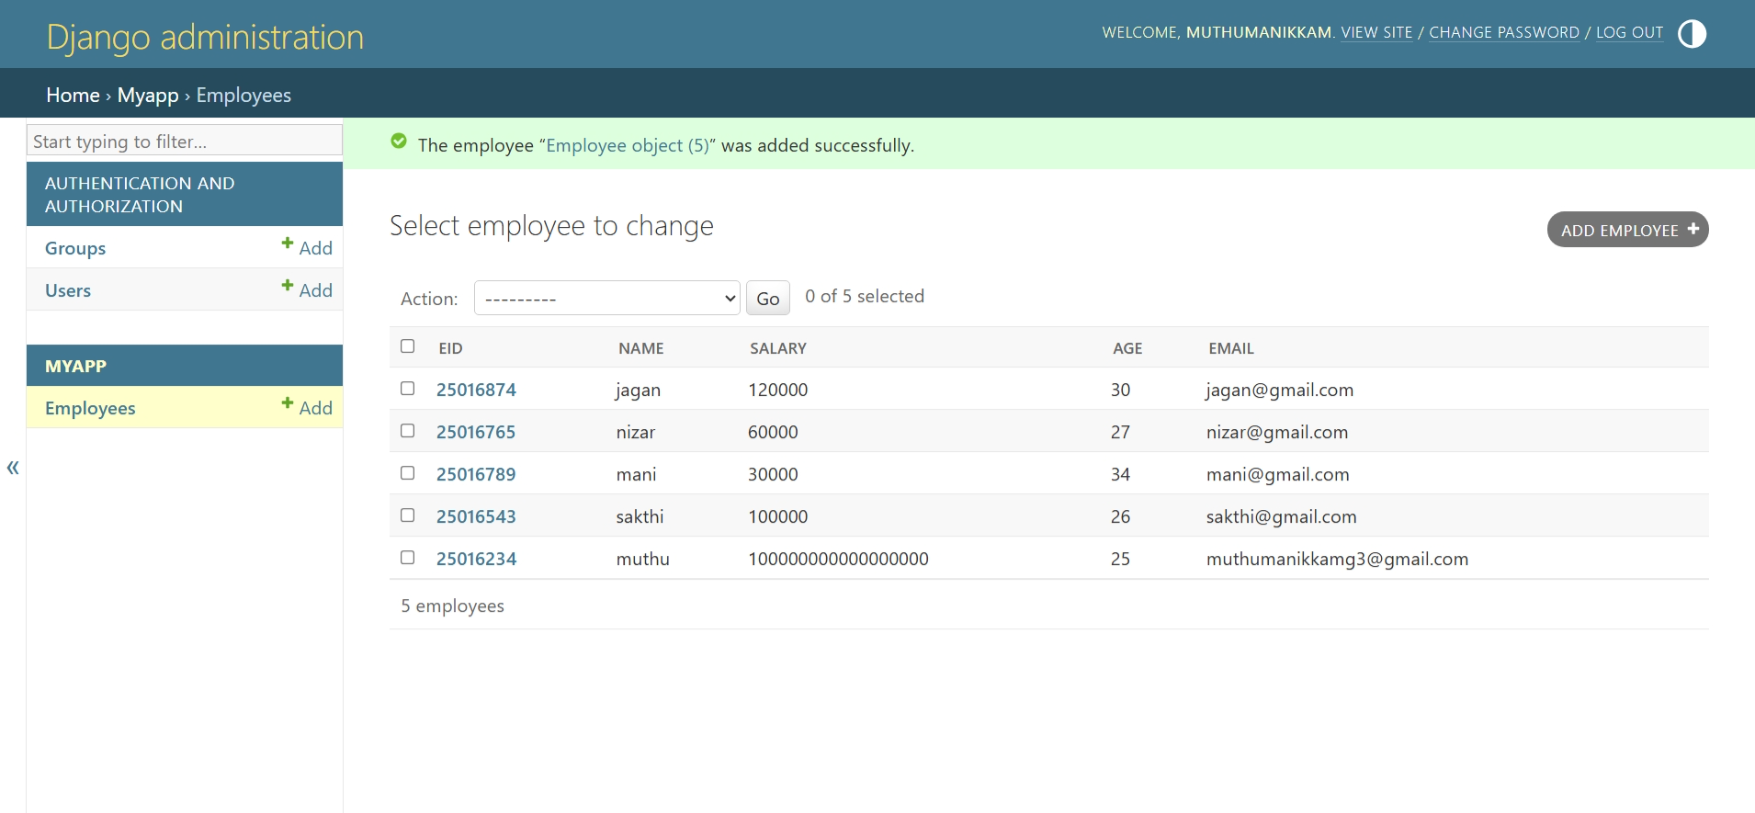 Django administration
WELCOME, MUTHUMANIKKAM. VIEW SITE / CHANGE PASSWORD / LOG OUT
Home › Myapp › Employees
Start typing to filter...
AUTHENTICATION AND
AUTHORIZATION
Groups + Add
Users + Add
MYAPP
Employees + Add
«
The employee “Employee object (5)” was added successfully.
Select employee to change
ADD EMPLOYEE +
Action: --------- Go 0 of 5 selected
EID NAME SALARY AGE EMAIL
25016874 jagan 120000 30 jagan@gmail.com
25016765 nizar 60000 27 nizar@gmail.com
25016789 mani 30000 34 mani@gmail.com
25016543 sakthi 100000 26 sakthi@gmail.com
25016234 muthu 100000000000000000 25 muthumanikkamg3@gmail.com
5 employees